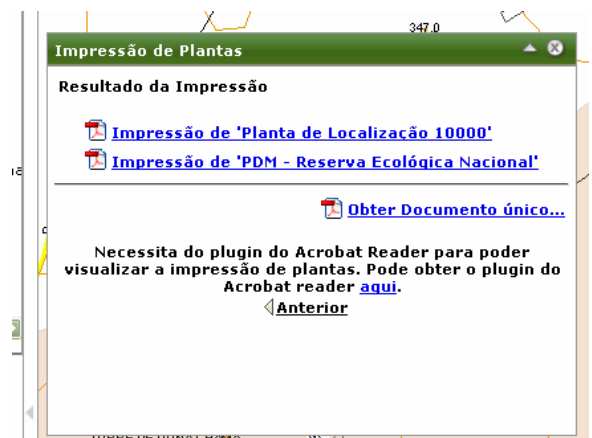 347.0
Impressão de Plantas
Resultado da Impressão
Impressão de 'Planta de Localização 10000'
Impressão de 'PDM - Reserva Ecológica Nacional'
Obter Documento único...
Necessita do plugin do Acrobat Reader para poder
visualizar a impressão de plantas. Pode obter o plugin do
Acrobat reader aqui.
Anterior